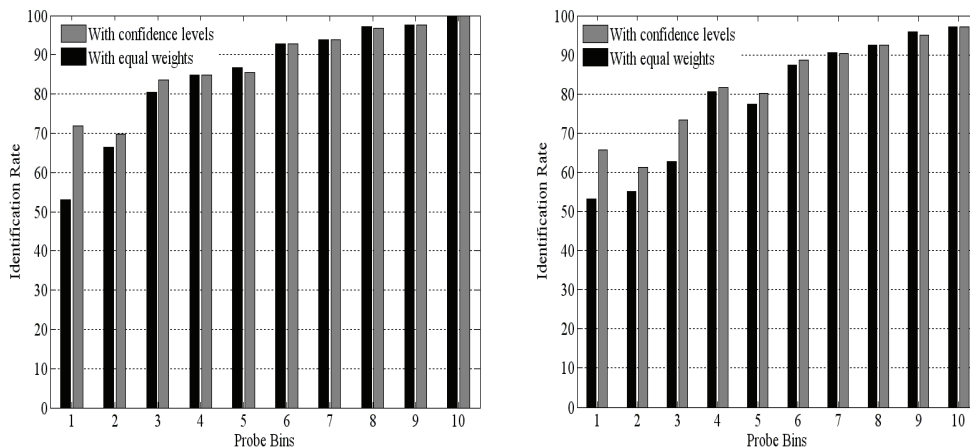 100
90
80
70
60
50
40
30
20
10
0
Identification Rate
With confidence levels
With equal weights
1 2 3 4 5 6 7 8 9 10
Probe Bins
100
90
80
70
60
50
40
30
20
10
0
Identification Rate
With confidence levels
With equal weights
1 2 3 4 5 6 7 8 9 10
Probe Bins